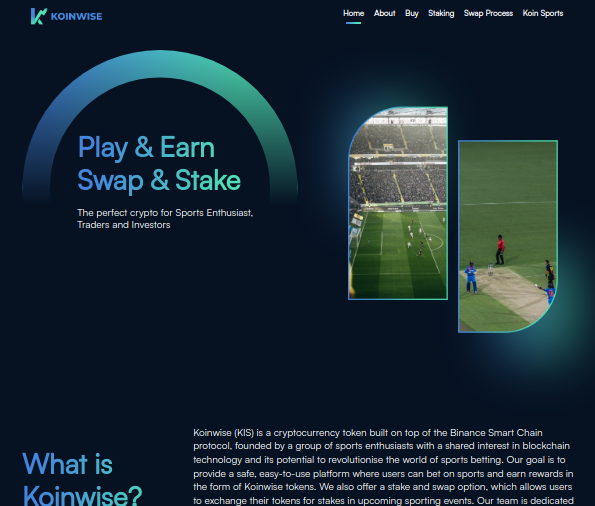 KOINWISE
Home About Buy Staking Swap Process Koin Sports
Play & Earn
Swap & Stake
The perfect crypto for Sports Enthusiast,
Traders and Investors
What is
Koinwise?
Koinwise (KIS) is a cryptocurrency token built on top of the Binance Smart Chain
protocol, founded by a group of sports enthusiasts with a shared interest in blockchain
technology and its potential to revolutionise the world of sports betting. Our goal is to
provide a safe, easy-to-use platform where users can bet on sports and earn rewards in
the form of Koinwise tokens. We also offer a stake and swap option, which allows users
to exchange their tokens for stakes in upcoming sporting events. Our team is dedicated